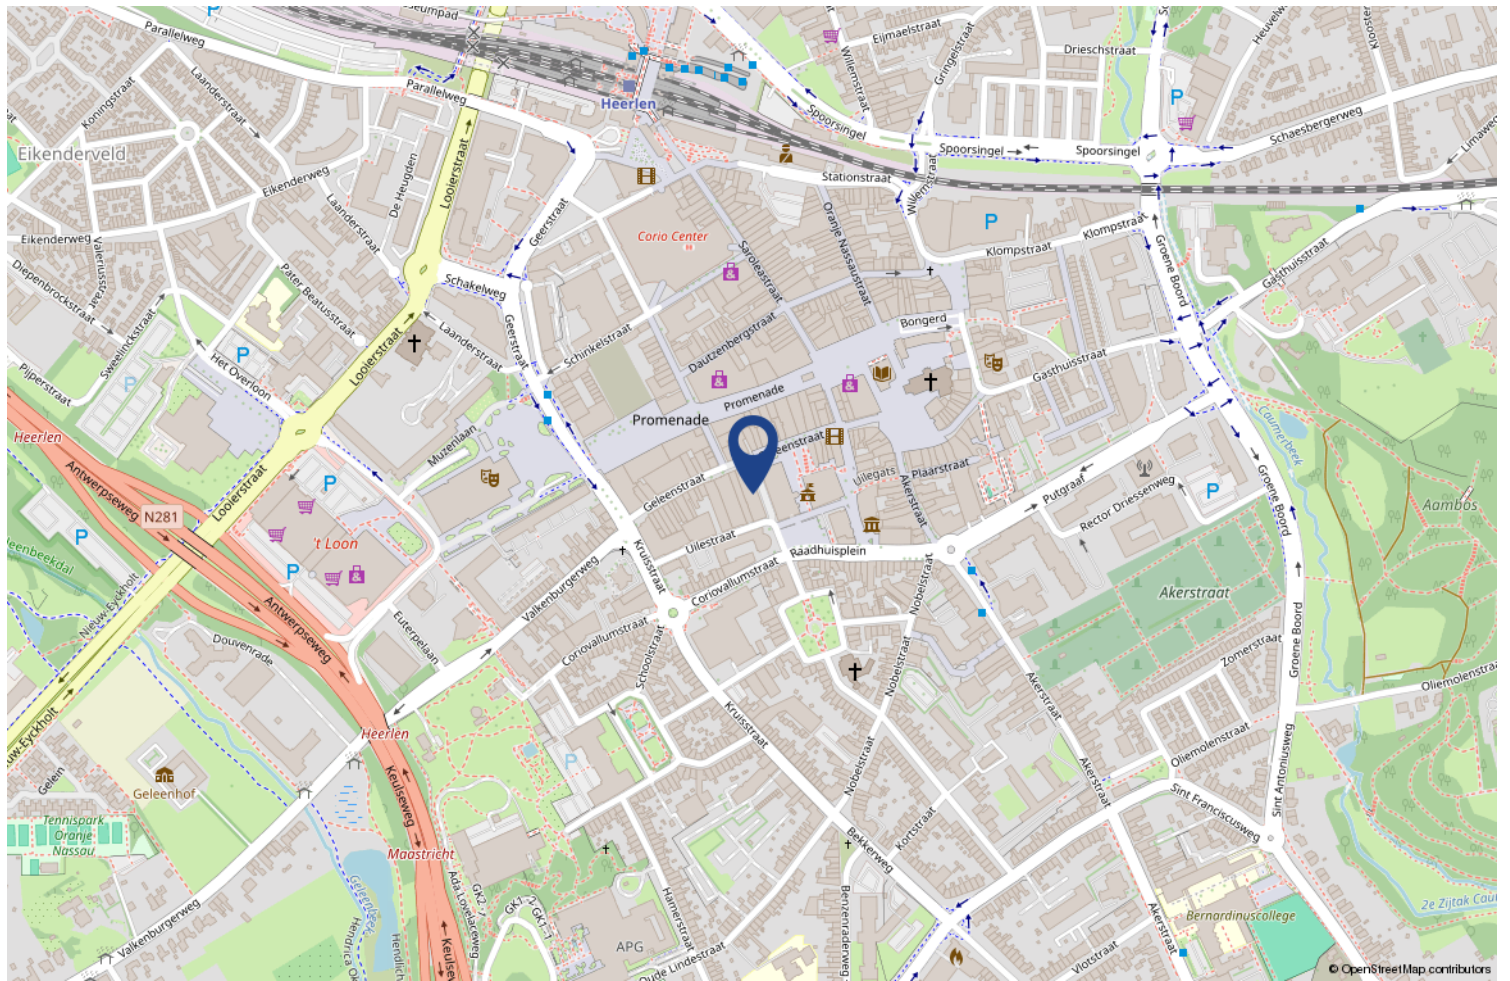 Parallelweg
Eijmaelstraat
Drieschstraat
Willemstraat
Gringelstraat
Laanderstraat
Koningstraat
Parallelweg
Heerlen
Spoorsingel
Spoorsingel
Spoorsingel
Schaesbergerweg
Eikenderveld
Looierstraat
De Heugden
Eikenderweg
Stationstraat
Willemstraat
Laanderstraat
Geerstraat
Corio Center
Saroleastraat
Oranje Nassaustraat
Klompstraat
Klompstraat
Groene Boord
Gasthuisstraat
Eikenderweg
Valeriusstraat
Diepenbrockstraat
Pater Beatusstraat
Schakelweg
Sweelinckstraat
Laanderstraat
Geerstraat
Schinkelstraat
Dautzenbergstraat
Bongerd
Gasthuisstraat
Pijperstraat
Het Overloon
Looierstraat
Promenade
Promenade
Caumerbeek
Heerlen
Muzenlaan
Antwerpseweg
Looierstraat
Geleenstraat
Uilegats
Plaarstraat
Akerstraat
Putgraaf
Rector Driessenweg
Groene Boord
Aambos
N281
't Loon
Kruisstraat
Uilestraat
Raadhuisplein
Coriovallumstraat
Valkenburgerweg
Nobelstraat
Akerstraat
Nieuw-Eyckholt
Antwerpseweg
Euterpelaan
Douvenrade
Coriovallumstraat
Schoolstraat
Nobelstraat
Akerstraat
Zomerstraat
Groene Boord
Oliemolenstraat
Heerlen
Kruisstraat
Gelein
Geleenhof
Keulseweg
Nobelstraat
Akerstraat
Oliemolenstraat
Sint Antoniusweg
Sint Franciscusweg
Tennispark
Oranje
Nassau
Maastricht
Bekkerweg
Kortstraat
Ada Lovelaceweg
Hamerstraat
Benzenraderweg
Akerstraat
Bernardinuscollege
Valkenburgerweg
Keulseweg
APG
Oude Lindestraat
Vlotstraat
© OpenStreetMap contributors